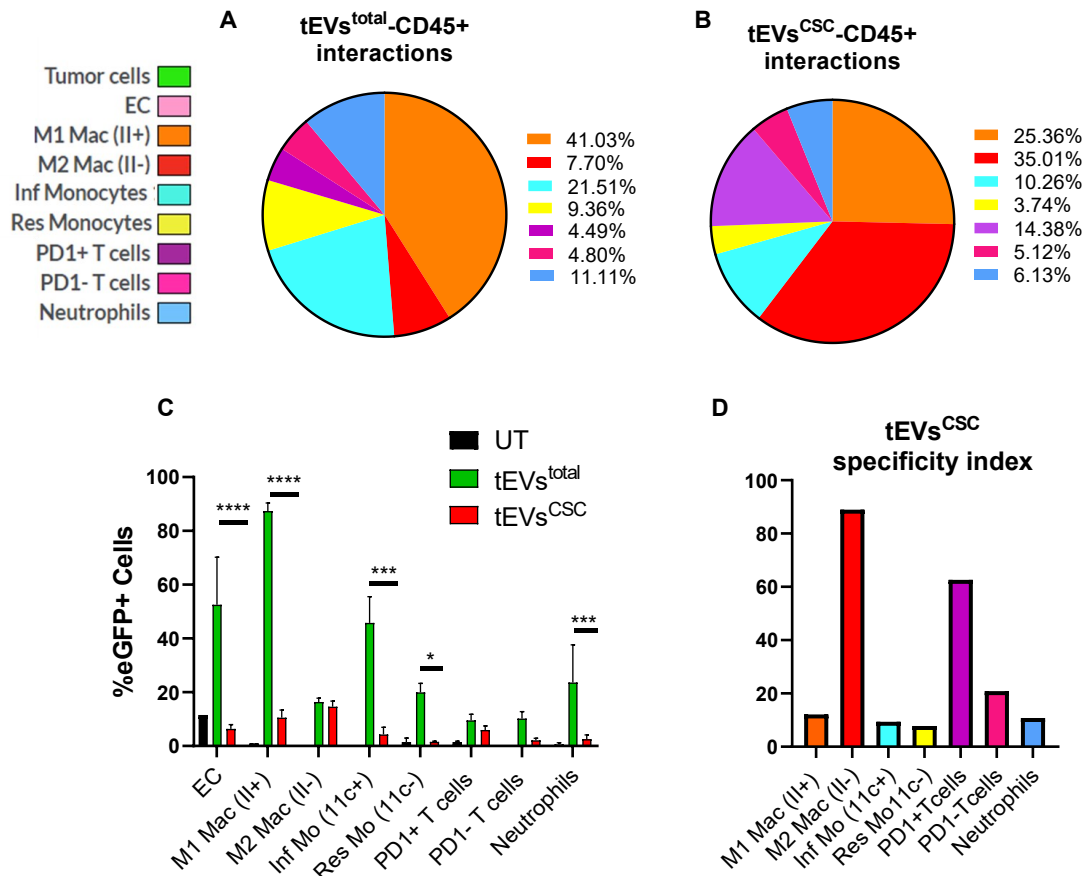 A
tEVs^total-CD45+
interactions
B
tEVs^CSC-CD45+
interactions
Tumor cells
EC
M1 Mac (II+)
M2 Mac (II-)
Inf Monocytes
Res Monocytes
PD1+ T cells
PD1- T cells
Neutrophils
41.03%
7.70%
21.51%
9.36%
4.49%
4.80%
11.11%
25.36%
35.01%
10.26%
3.74%
14.38%
5.12%
6.13%
C
UT
tEVs^total
tEVs^CSC
%eGFP+ Cells
100
80
60
40
20
0
****
****
***
*
***
EC
M1 Mac (II+)
M2 Mac (II-)
Inf Mo (11c+)
Res Mo (11c-)
PD1+ T cells
PD1- T cells
Neutrophils
D
tEVs^CSC
specificity index
100
80
60
40
20
0
M1 Mac (II+)
M2 Mac (II-)
Inf Mo (11c+)
Res Mo11c-)
PD1+Tcells
PD1-Tcells
Neutrophils